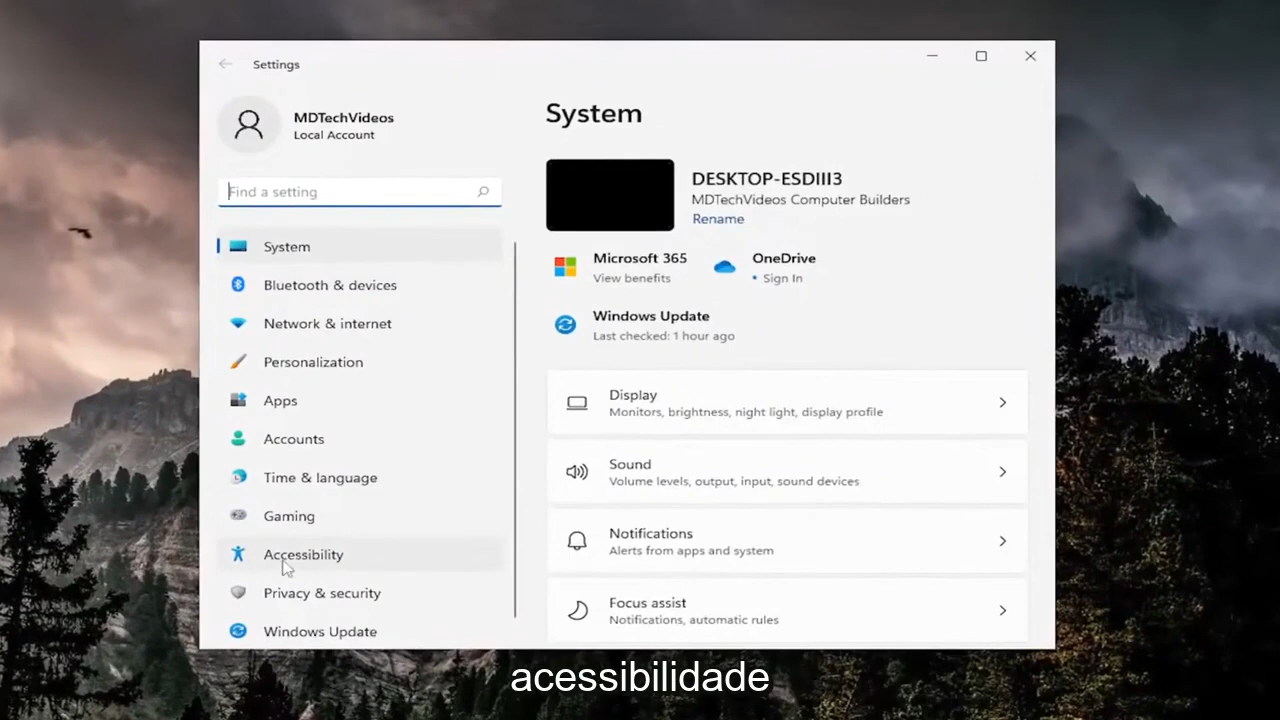 Settings
MDTechVideos
Local Account
Find a setting
System
Bluetooth & devices
Network & internet
Personalization
Apps
Accounts
Time & language
Gaming
Accessibility
Privacy & security
Windows Update
System
DESKTOP-ESDIII3
MDTechVideos Computer Builders
Rename
Microsoft 365
View benefits
OneDrive
• Sign In
Windows Update
Last checked: 1 hour ago
Display
Monitors, brightness, night light, display profile
Sound
Volume levels, output, input, sound devices
Notifications
Alerts from apps and system
Focus assist
Notifications, automatic rules
acessibilidade